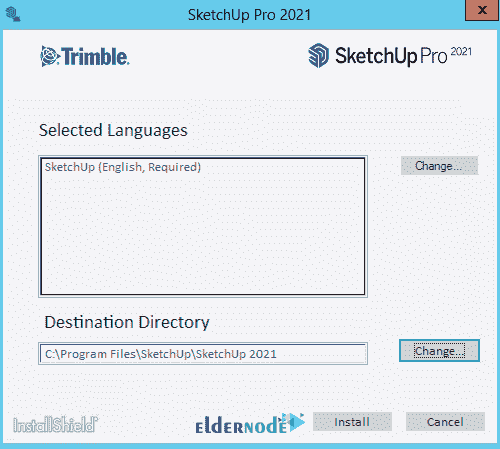 SketchUp Pro 2021
Trimble.
SketchUp Pro 2021
Selected Languages
SketchUp (English, Required)
Change...
Destination Directory
C:\Program Files\SketchUp\SketchUp 2021
Change...
InstallShield
eldernode
Install
Cancel